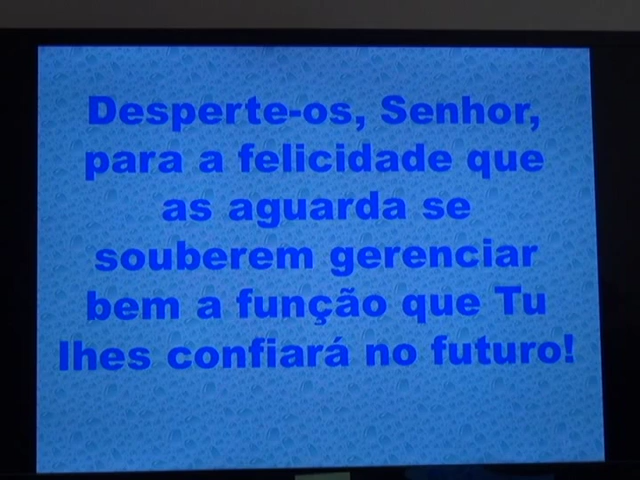 Desperte-os, Senhor,
para a felicidade que
as aguarda se
souberem gerenciar
bem a função que Tu
lhes confiará no futuro!